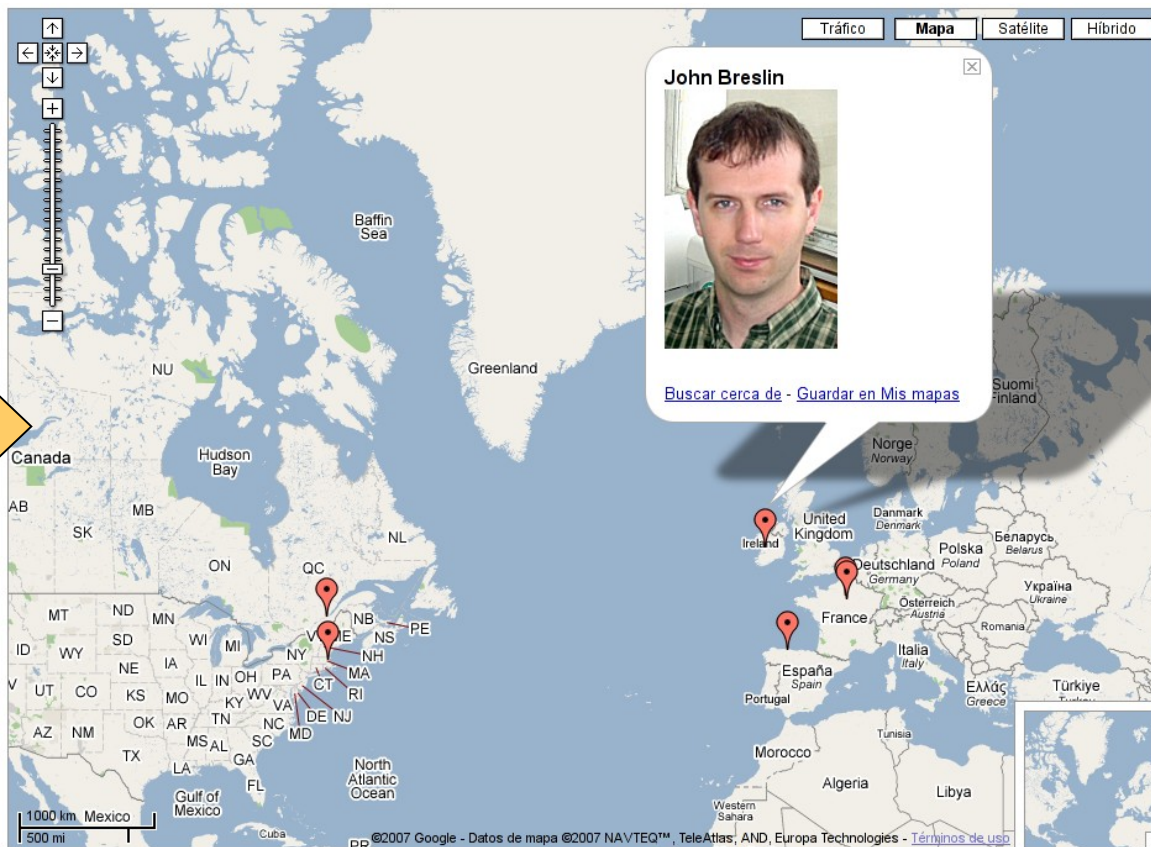 Tráfico
Mapa
Satélite
Híbrido
John Breslin
Buscar cerca de - Guardar en Mis mapas
Baffin
Sea
Greenland
NU
Canada
Hudson
Bay
AB
SK
MB
ON
QC
NL
NB
PE
NS
Suomi
Finland
Norge
Norway
United
Kingdom
Ireland
Danmark
Denmark
Polska
Poland
Беларусь
Belarus
Deutschland
Germany
Україна
Ukraine
Österreich
Austria
France
Romania
Italia
Italy
España
Spain
Portugal
Ελλάς
Greece
Türkiye
MT
ND
MN
ID
WY
SD
WI
MI
NY
ME
NH
MA
RI
CT
NE
IA
IL
IN
OH
PA
NJ
DE
MD
UT
CO
KS
MO
KY
WV
VA
AZ
NM
OK
AR
TN
NC
SC
MS
AL
GA
TX
LA
FL
Gulf of
Mexico
North
Atlantic
Ocean
Morocco
Tunisia
Algeria
Libya
Western
Sahara
Mexico
Cuba
PR
1000 km
500 mi
©2007 Google - Datos de mapa ©2007 NAVTEQ™, TeleAtlas, AND, Europa Technologies - Términos de uso